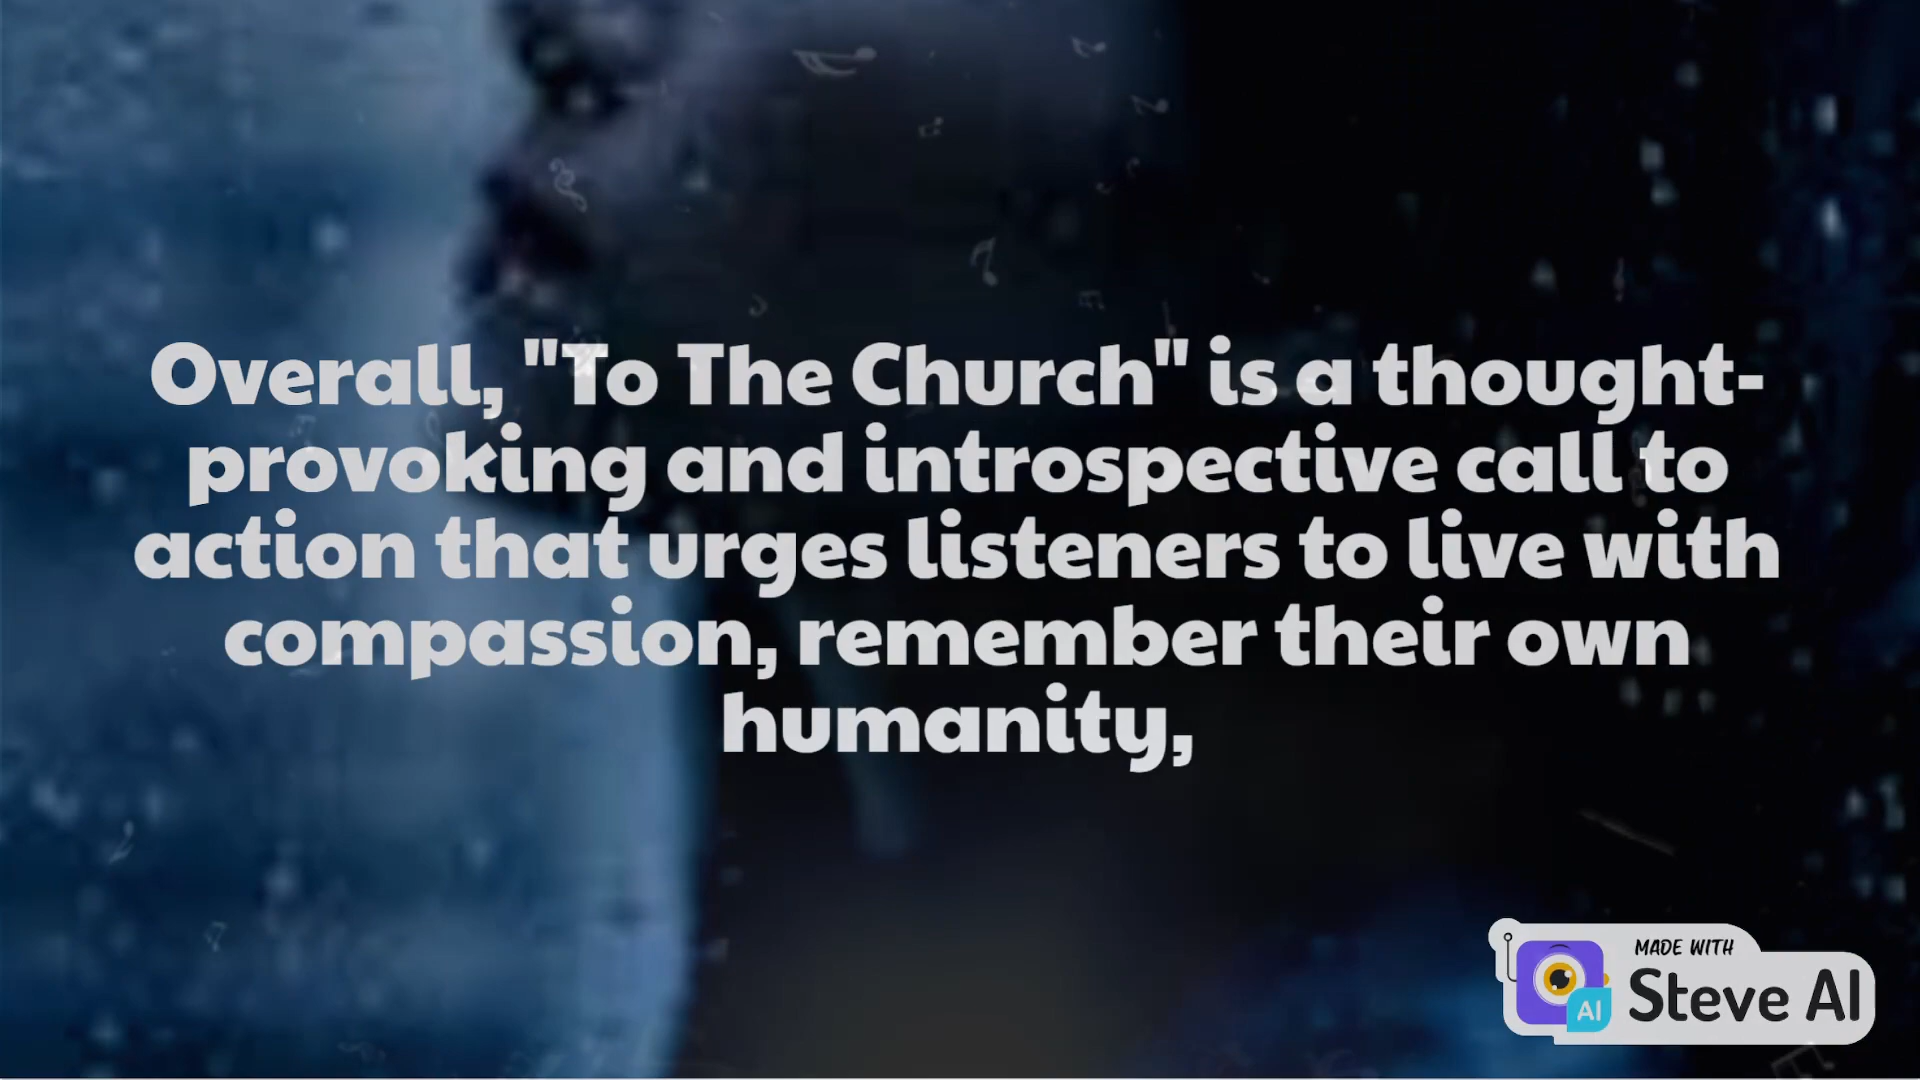 Overall, "To The Church" is a thought-
provoking and introspective call to
action that urges listeners to live with
compassion, remember their own
humanity,
MADE WITH
Steve AI
AI